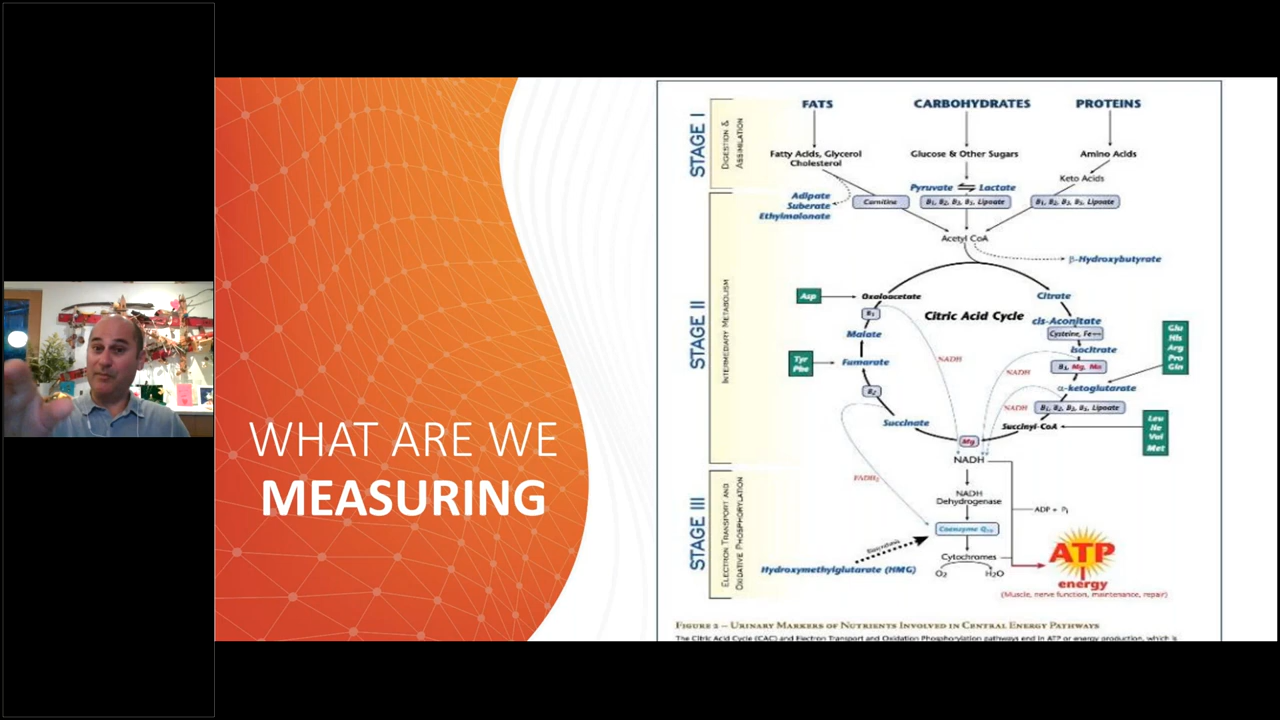 WHAT ARE WE
MEASURING
STAGE I
DIGESTION &
ASSIMILATION
FATS
CARBOHYDRATES
PROTEINS
Fatty Acids, Glycerol
Cholesterol
Glucose & Other Sugars
Amino Acids
Keto Acids
Pyruvate ⇌ Lactate
Adipate
Suberate
Ethylmalonate
Carnitine
B1, B2, B3, B5, Lipoate
B1, B2, B3, B5, Lipoate
STAGE II
INTERMEDIARY METABOLISM
Acetyl CoA
β-Hydroxybutyrate
Asp
Oxaloacetate
Citrate
Citric Acid Cycle
cis-Aconitate
Cysteine, Fe++
isocitrate
B3
Malate
Glu
His
Arg
Pro
Gln
Tyr
Phe
Fumarate
NADH
NADH
B3, Mg, Mn
α-ketoglutarate
NADH
B2
B1, B2, B3, B5, Lipoate
Succinate
Succinyl-CoA
Leu
Ile
Val
Met
Mg
NADH
FADH2
STAGE III
ELECTRON TRANSPORT AND
OXIDATIVE PHOSPHORYLATION
NADH
Dehydrogenase
ADP + Pi
Coenzyme Q10
Biosynthesis
Hydroxymethylglutarate (HMG)
Cytochromes
O2
H2O
ATP
energy
(Muscle, nerve function, maintenance, repair)
FIGURE 2 – URINARY MARKERS OF NUTRIENTS INVOLVED IN CENTRAL ENERGY PATHWAYS
The Citric Acid Cycle (CAC) and Electron Transport and Oxidation Phosphorylation pathways end in ATP or energy production, which is